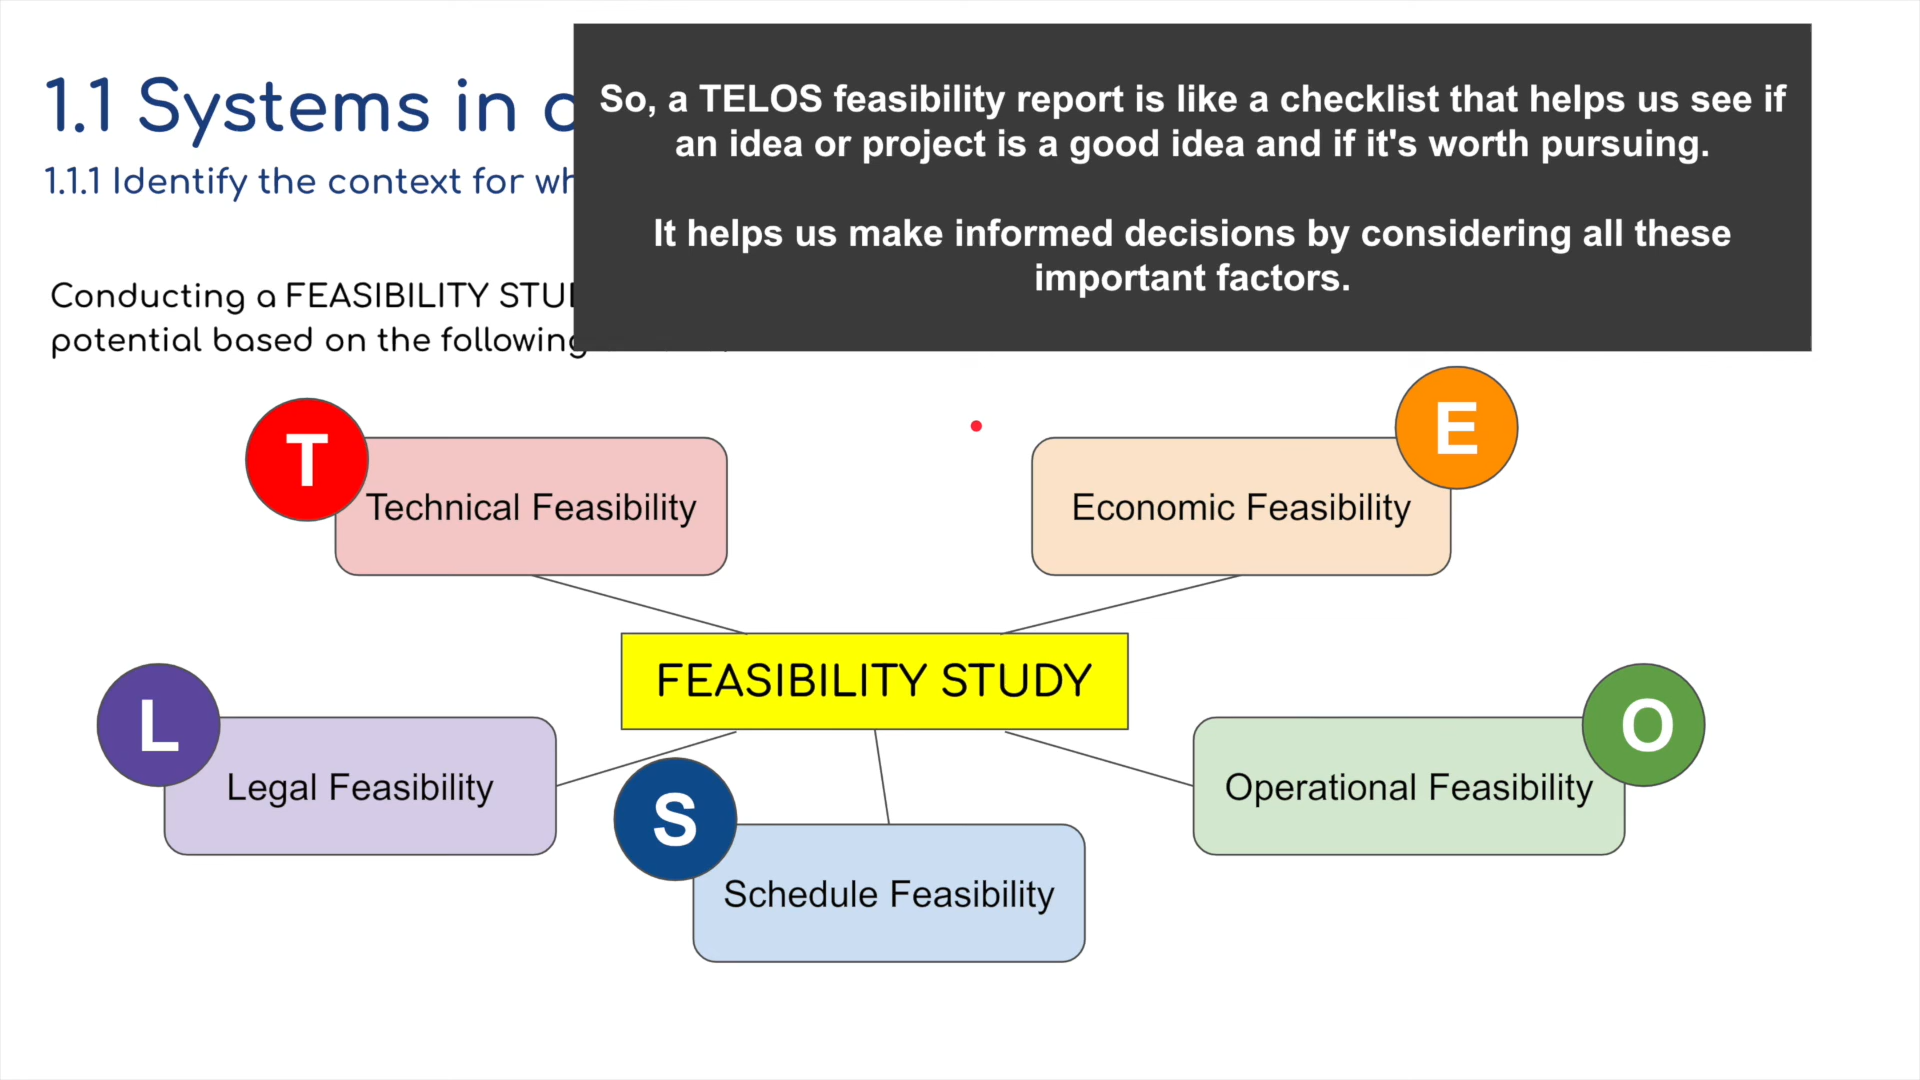 1.1 Systems in
1.1.1 Identify the context for
So, a TELOS feasibility report is like a checklist that helps us see if
an idea or project is a good idea and if it's worth pursuing.
It helps us make informed decisions by considering all these
important factors.
Conducting a FEASIBILITY
potential based on the following
T
Technical Feasibility
E
Economic Feasibility
FEASIBILITY STUDY
L
Legal Feasibility
O
Operational Feasibility
S
Schedule Feasibility